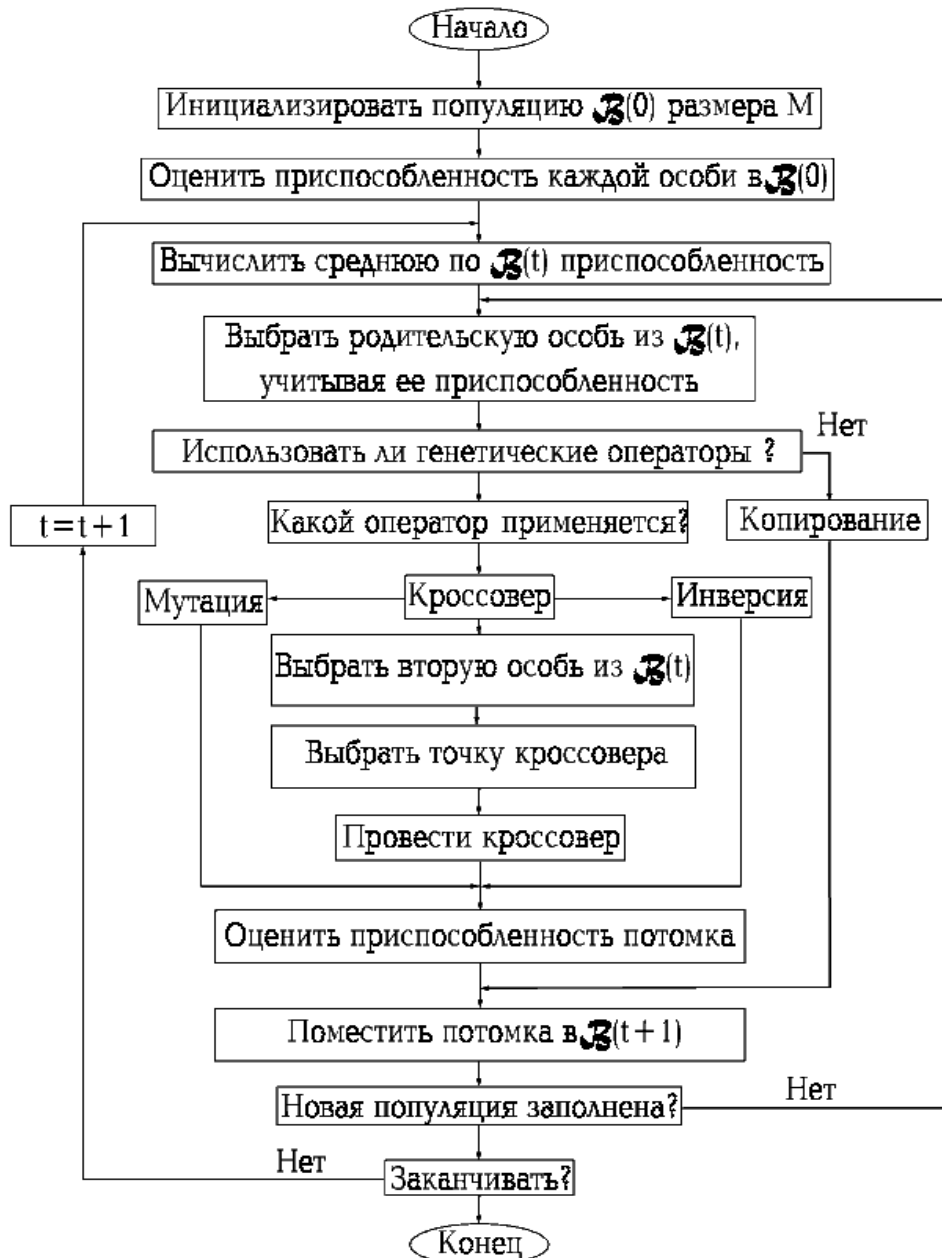 Начало
Инициализировать популяцию ℬ(0) размера М
Оценить приспособленность каждой особи в ℬ(0)
Вычислить среднюю по ℬ(t) приспособленность
Выбрать родительскую особь из ℬ(t),
учитывая ее приспособленность
Нет
Использовать ли генетические операторы ?
t=t+1
Какой оператор применяется?
Копирование
Мутация
Кроссовер
Инверсия
Выбрать вторую особь из ℬ(t)
Выбрать точку кроссовера
Провести кроссовер
Оценить приспособленность потомка
Поместить потомка в ℬ(t+1)
Новая популяция заполнена?
Нет
Нет
Заканчивать?
Конец